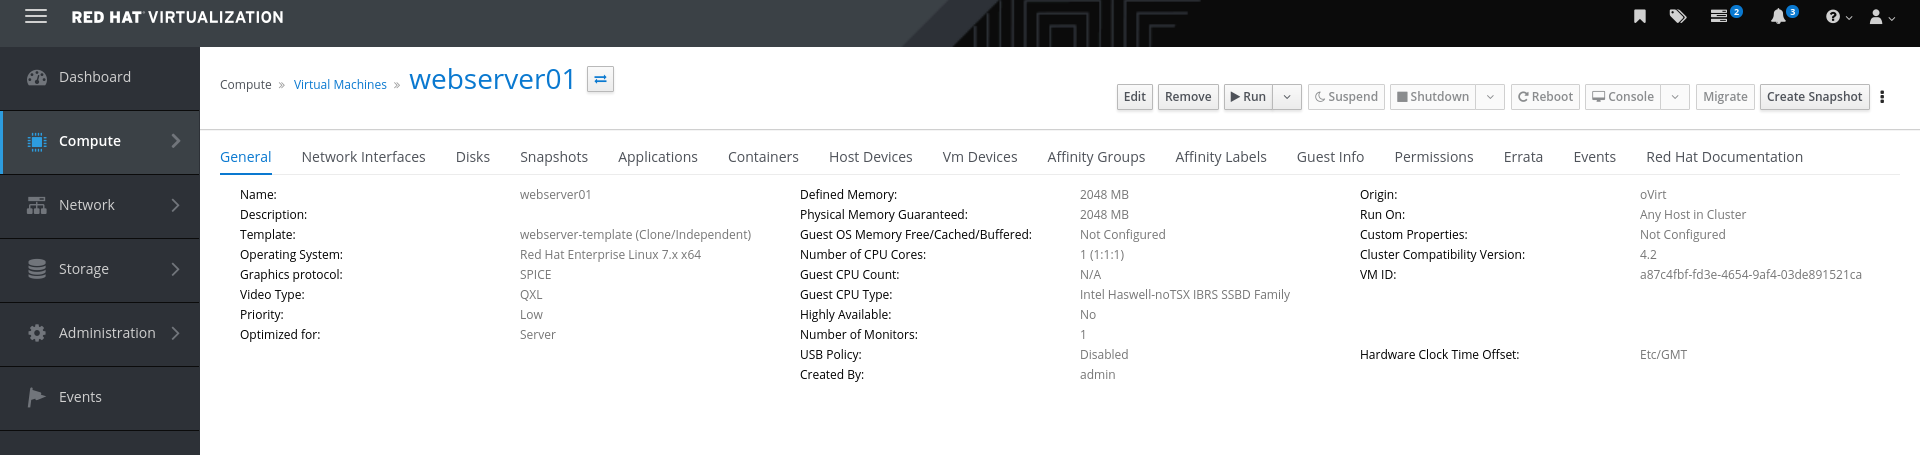 RED HAT VIRTUALIZATION
2
3
Dashboard
Compute
Network
Storage
Administration
Events
Compute » Virtual Machines » webserver01
Edit Remove Run Suspend Shutdown Reboot Console Migrate Create Snapshot
General Network Interfaces Disks Snapshots Applications Containers Host Devices Vm Devices Affinity Groups Affinity Labels Guest Info Permissions Errata Events Red Hat Documentation
Name: webserver01
Description:
Template: webserver-template (Clone/Independent)
Operating System: Red Hat Enterprise Linux 7.x x64
Graphics protocol: SPICE
Video Type: QXL
Priority: Low
Optimized for: Server
Defined Memory: 2048 MB
Physical Memory Guaranteed: 2048 MB
Guest OS Memory Free/Cached/Buffered: Not Configured
Number of CPU Cores: 1 (1:1:1)
Guest CPU Count: N/A
Guest CPU Type: Intel Haswell-noTSX IBRS SSBD Family
Highly Available: No
Number of Monitors: 1
USB Policy: Disabled
Created By: admin
Origin: oVirt
Run On: Any Host in Cluster
Custom Properties: Not Configured
Cluster Compatibility Version: 4.2
VM ID: a87c4fbf-fd3e-4654-9af4-03de891521ca
Hardware Clock Time Offset: Etc/GMT